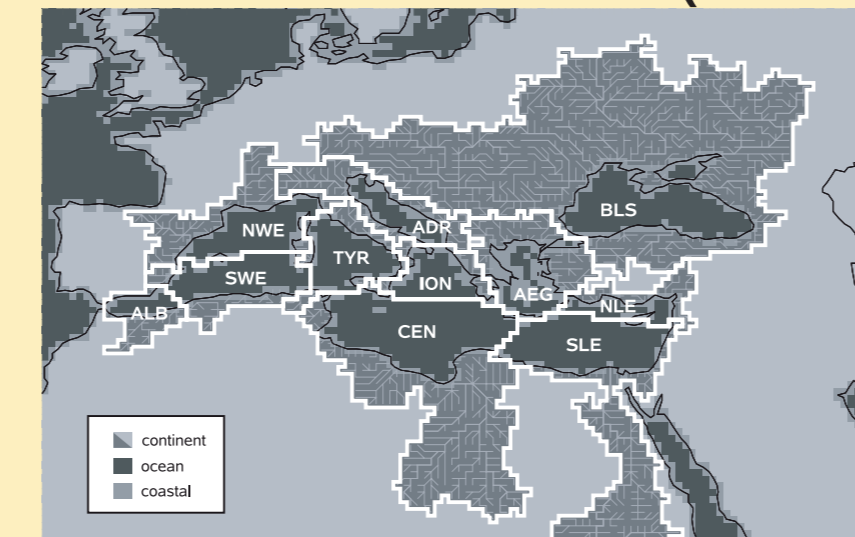 BLS
NWE
ADR
TYR
SWE
ION
AEG
NLE
ALB
CEN
SLE
continent
ocean
coastal